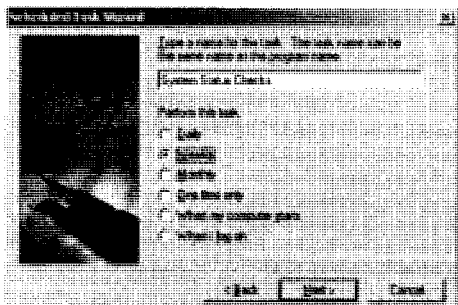 Scheduled Task Wizard
Type a name for the task. The task name can be
the same name as the program name.
System Status Checks
Perform this task:
Daily
Weekly
Monthly
One time only
When my computer starts
When I log on
< Back
Next >
Cancel